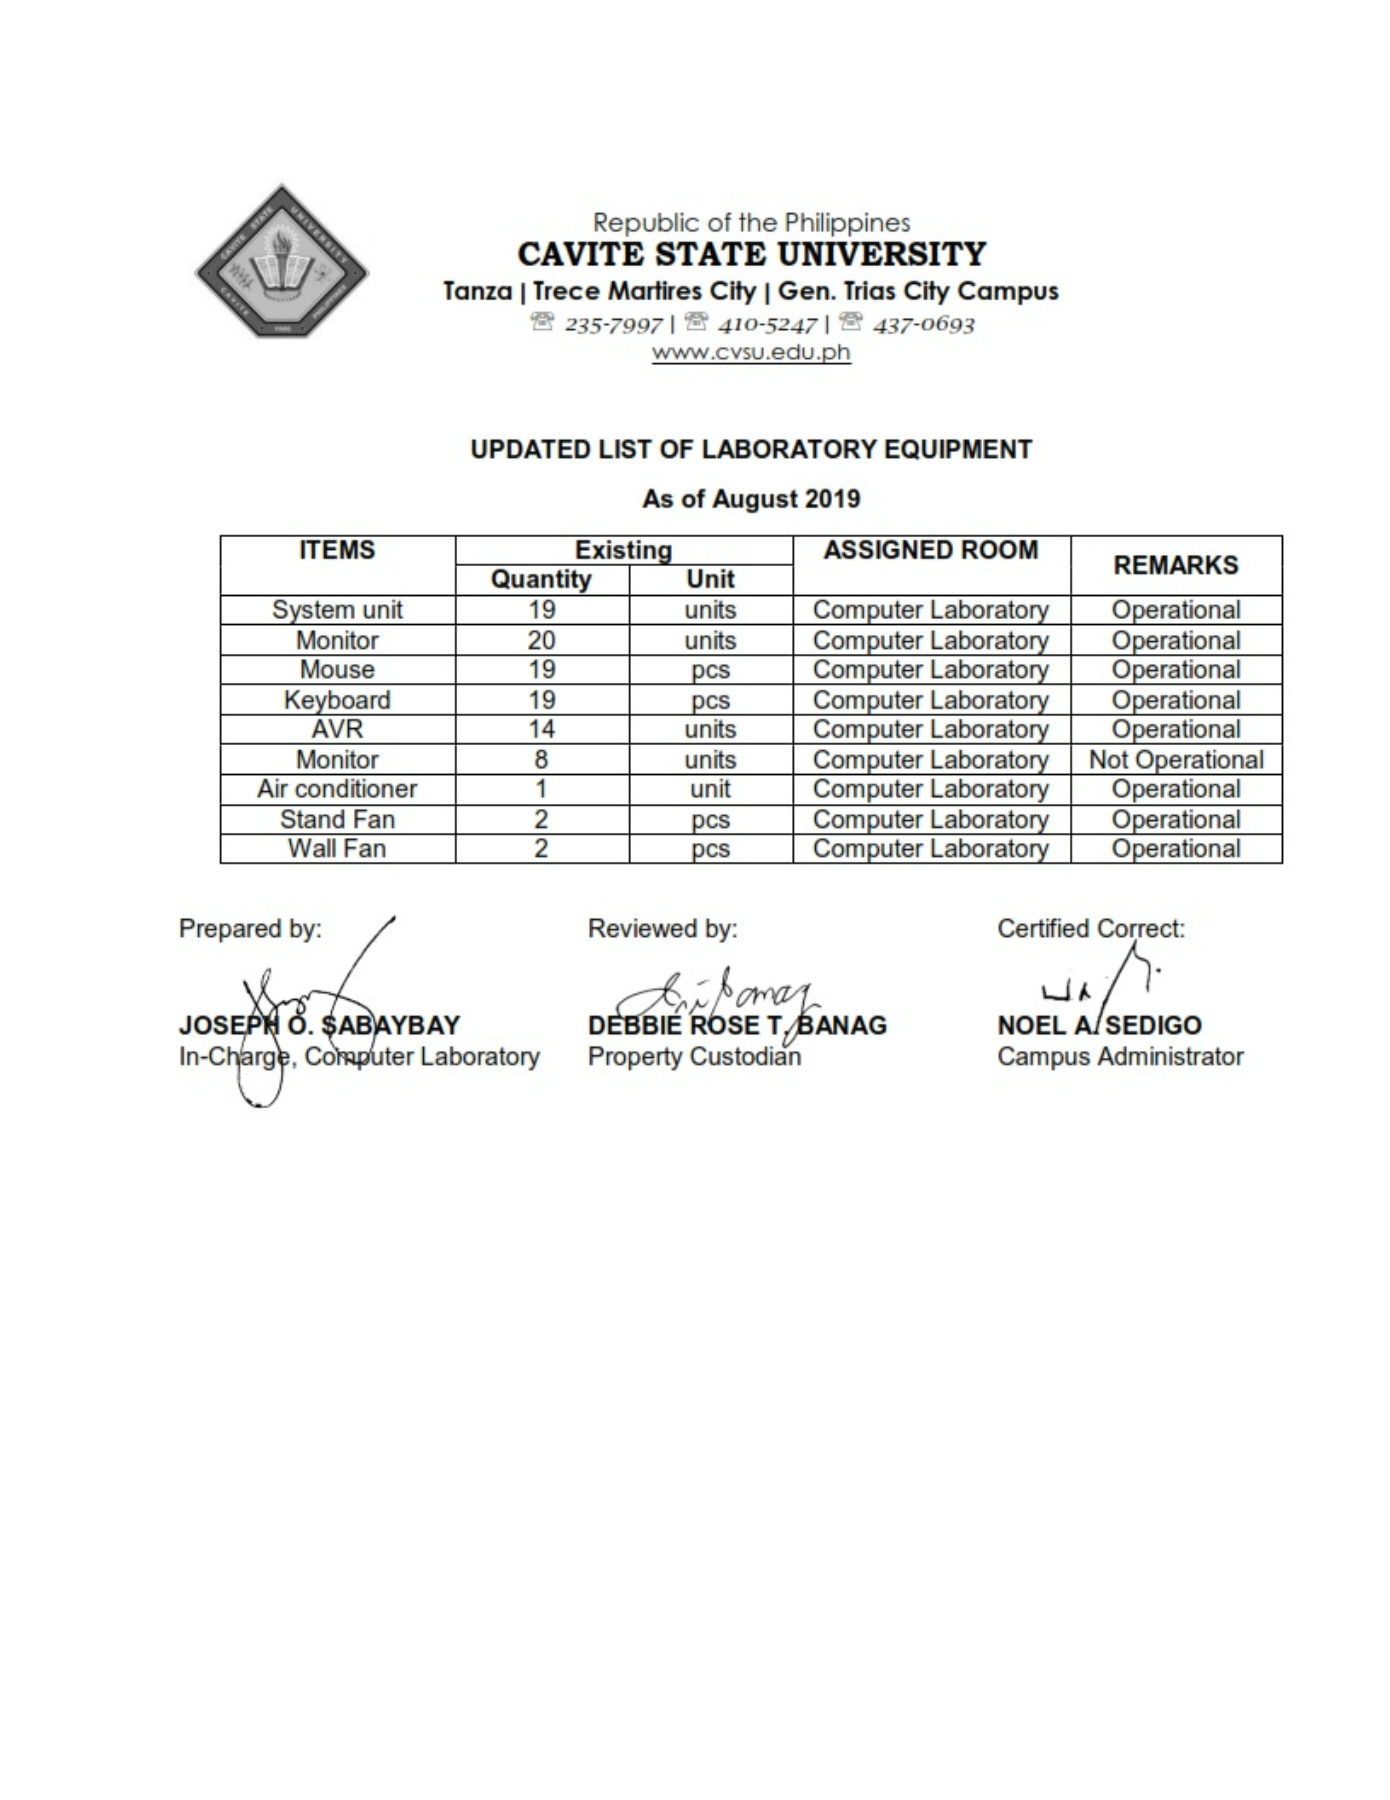 CAVITE STATE UNIVERSITY
CAVITE
PHILIPPINES
1906
Republic of the Philippines
CAVITE STATE UNIVERSITY
Tanza | Trece Martires City | Gen. Trias City Campus
☎ 235-7997 | ☎ 410-5247 | ☎ 437-0693
www.cvsu.edu.ph
UPDATED LIST OF LABORATORY EQUIPMENT
As of August 2019
ITEMS Existing ASSIGNED ROOM REMARKS
Quantity Unit
System unit 19 units Computer Laboratory Operational
Monitor 20 units Computer Laboratory Operational
Mouse 19 pcs Computer Laboratory Operational
Keyboard 19 pcs Computer Laboratory Operational
AVR 14 units Computer Laboratory Operational
Monitor 8 units Computer Laboratory Not Operational
Air conditioner 1 unit Computer Laboratory Operational
Stand Fan 2 pcs Computer Laboratory Operational
Wall Fan 2 pcs Computer Laboratory Operational
Prepared by: Reviewed by: Certified Correct:
JOSEPH O. SABAYBAY DEBBIE ROSE T. BANAG NOEL A. SEDIGO
In-Charge, Computer Laboratory Property Custodian Campus Administrator